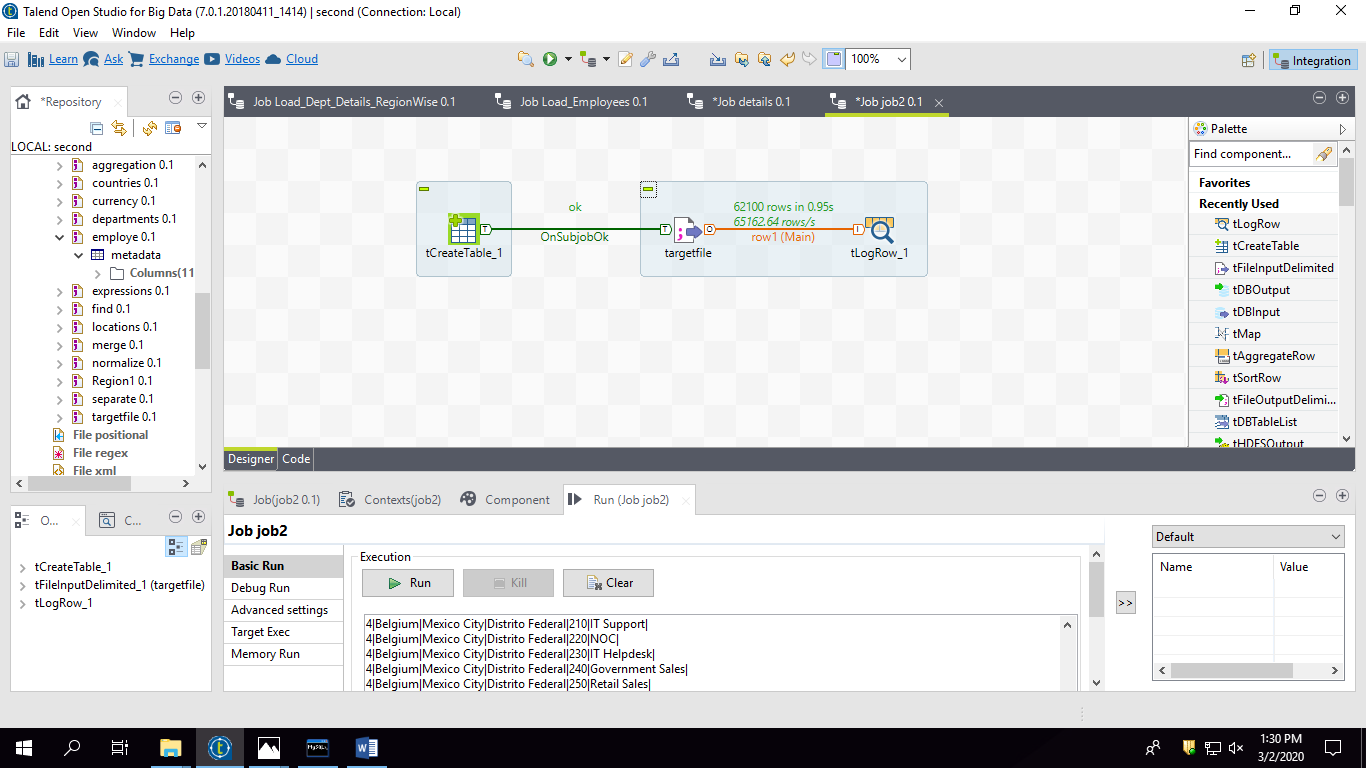 Talend Open Studio for Big Data (7.0.1.20180411_1414) | second (Connection: Local)
File Edit View Window Help
Learn Ask Exchange Videos Cloud 100% Integration
*Repository
LOCAL: second
aggregation 0.1
countries 0.1
currency 0.1
departments 0.1
employe 0.1
metadata
Columns(11
expressions 0.1
find 0.1
locations 0.1
merge 0.1
normalize 0.1
Region1 0.1
separate 0.1
targetfile 0.1
File positional
File regex
File xml
O... C...
tCreateTable_1
tFileInputDelimited_1 (targetfile)
tLogRow_1
Job Load_Dept_Details_RegionWise 0.1 Job Load_Employees 0.1 *Job details 0.1 *Job job2 0.1
ok
OnSubjobOk
T T O I
62100 rows in 0.95s
65162.64 rows/s
row1 (Main)
tCreateTable_1 targetfile tLogRow_1
Palette
Find component...
Favorites
Recently Used
tLogRow
tCreateTable
tFileInputDelimited
tDBOutput
tDBInput
tMap
tAggregateRow
tSortRow
tFileOutputDelimi...
tDBTableList
tHDFSOutput
Designer Code
Job(job2 0.1) Contexts(job2) Component Run (Job job2)
Job job2
Basic Run
Debug Run
Advanced settings
Target Exec
Memory Run
Execution
Run Kill Clear
4|Belgium|Mexico City|Distrito Federal|210|IT Support|
4|Belgium|Mexico City|Distrito Federal|220|NOC|
4|Belgium|Mexico City|Distrito Federal|230|IT Helpdesk|
4|Belgium|Mexico City|Distrito Federal|240|Government Sales|
4|Belgium|Mexico City|Distrito Federal|250|Retail Sales|
>>
Default
Name Value
MySQL
1:30 PM
3/2/2020